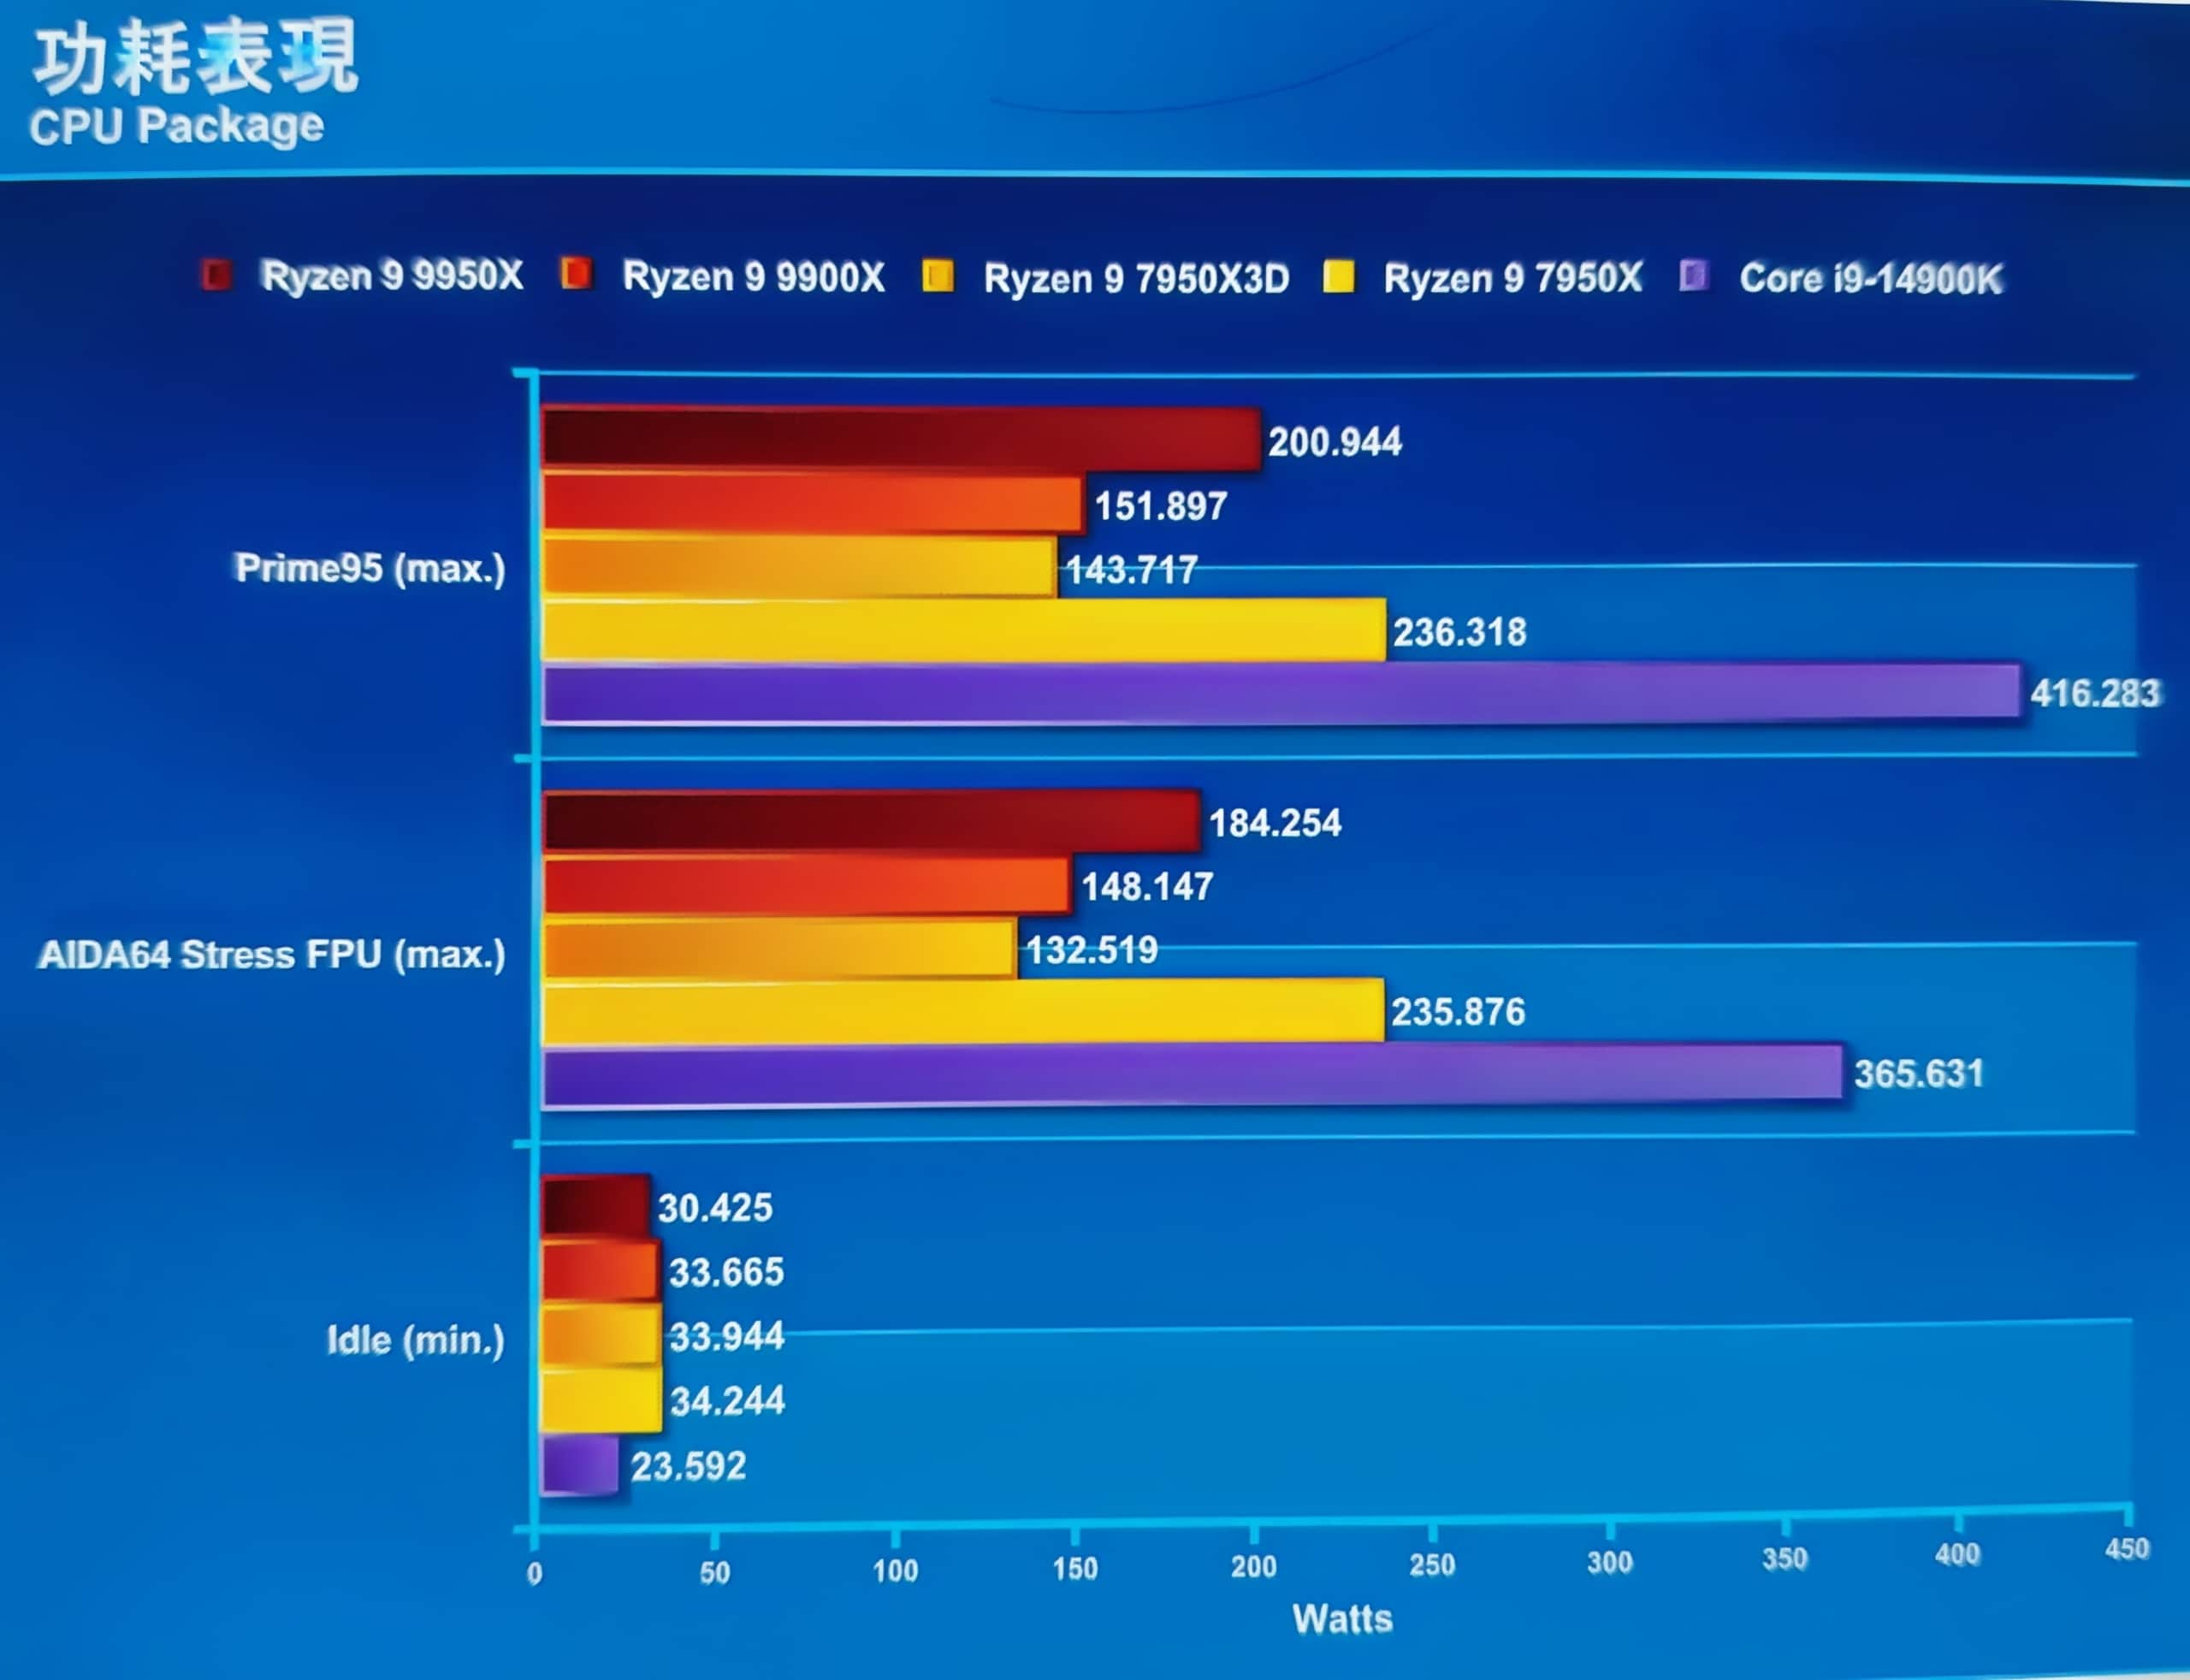 功耗表現
CPU Package
Ryzen 9 9950X Ryzen 9 9900X Ryzen 9 7950X3D Ryzen 9 7950X Core i9-14900K
Prime95 (max.)
200.944
151.897
143.717
236.318
416.283
AIDA64 Stress FPU (max.)
184.254
148.147
132.519
235.876
365.631
Idle (min.)
30.425
33.665
33.944
34.244
23.592
0 50 100 150 200 250 300 350 400 450
Watts